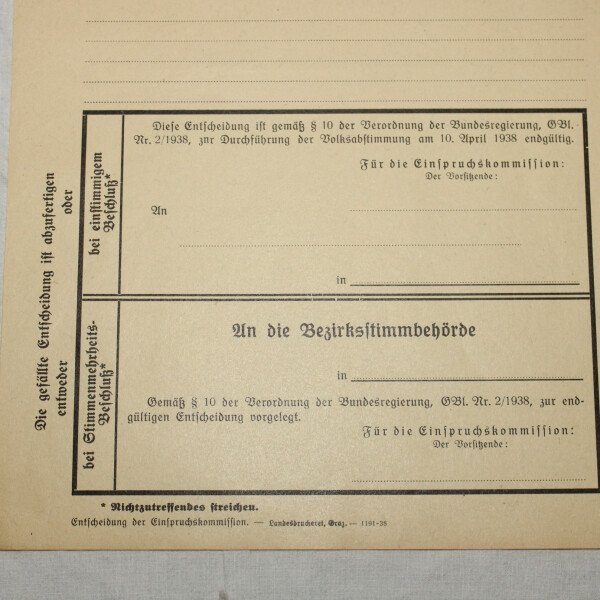 Die gefällte Entscheidung ist abzufertigen
entweder oder
bei einstimmigem
Beschluß*
Diese Entscheidung ist gemäß § 10 der Verordnung der Bundesregierung, GBl.
Nr. 2/1938, zur Durchführung der Volksabstimmung am 10. April 1938 endgültig.
Für die Einspruchskommission:
Der Vorsitzende:
An
in
bei Stimmenmehrheits-
Beschluß*
An die Bezirksstimmbehörde
in
Gemäß § 10 der Verordnung der Bundesregierung, GBl. Nr. 2/1938, zur end-
gültigen Entscheidung vorgelegt.
Für die Einspruchskommission:
Der Vorsitzende:
* Nichtzutreffendes streichen.
Entscheidung der Einspruchskommission. — Landesdruckerei, Graz. — 1191-38